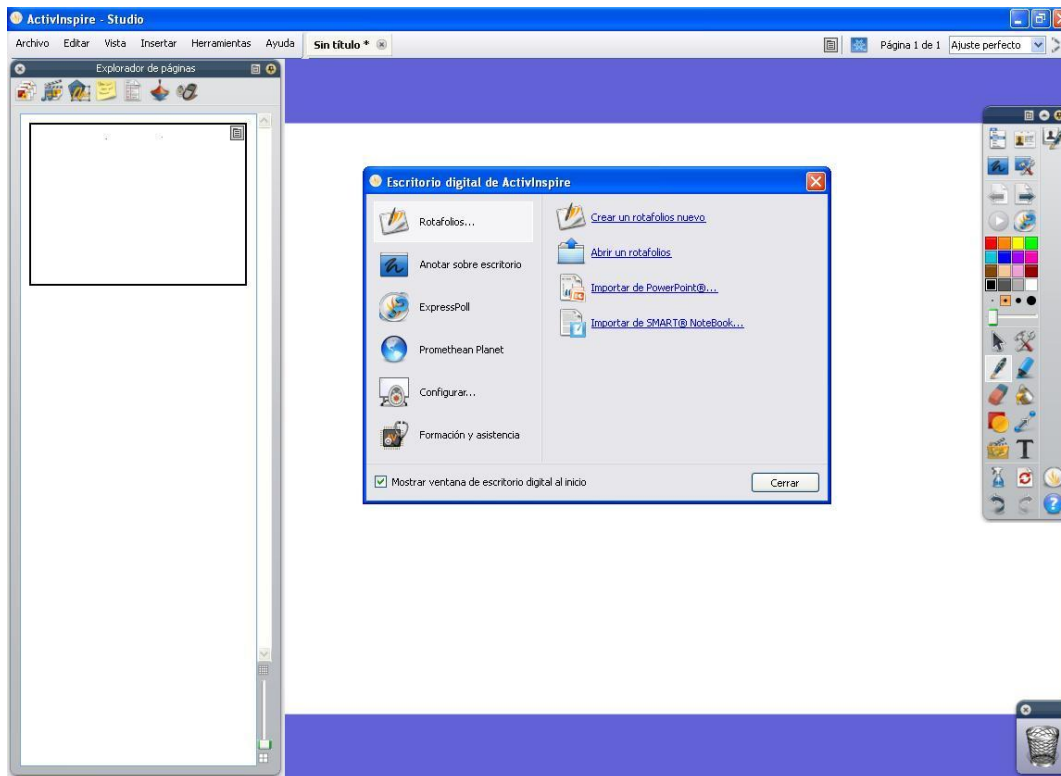 ActivInspire - Studio
Archivo Editar Vista Insertar Herramientas Ayuda Sin título * Página 1 de 1 Ajuste perfecto
Explorador de páginas
Escritorio digital de ActivInspire
Rotafolios...
Anotar sobre escritorio
ExpressPoll
Promethean Planet
Configurar...
Formación y asistencia
Crear un rotafolios nuevo
Abrir un rotafolios
Importar de PowerPoint®...
Importar de SMART® NoteBook...
Mostrar ventana de escritorio digital al inicio
Cerrar
T